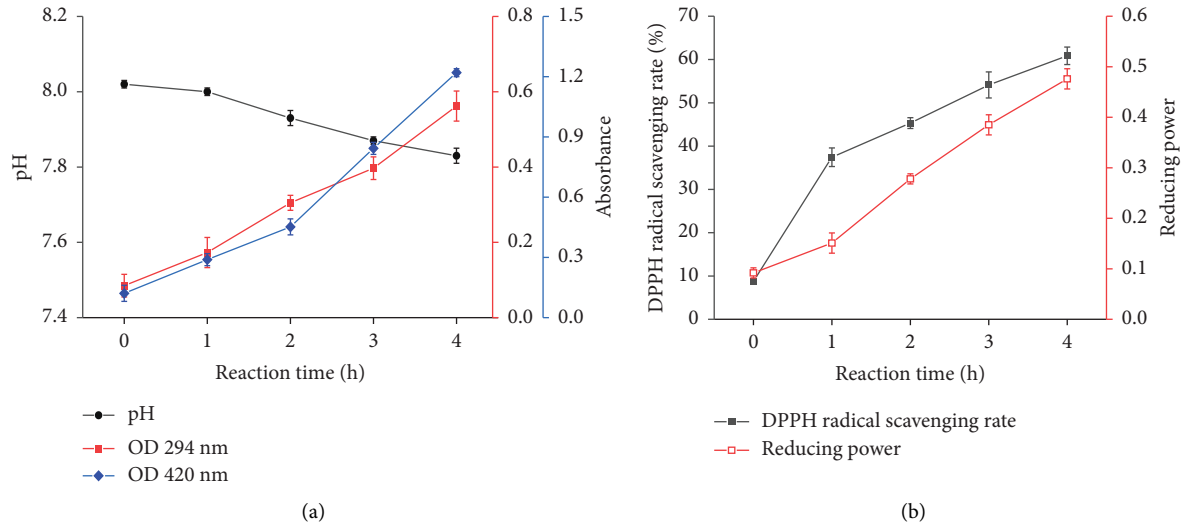 8.2
8.0
7.8
7.6
7.4
pH
0.8
0.6
0.4
0.2
0.0
1.5
1.2
0.9
0.6
0.3
0.0
Absorbance
0 1 2 3 4
Reaction time (h)
pH
OD 294 nm
OD 420 nm
(a)
70
60
50
40
30
20
10
0
DPPH radical scavenging rate (%)
0.6
0.5
0.4
0.3
0.2
0.1
0.0
Reducing power
0 1 2 3 4
Reaction time (h)
DPPH radical scavenging rate
Reducing power
(b)